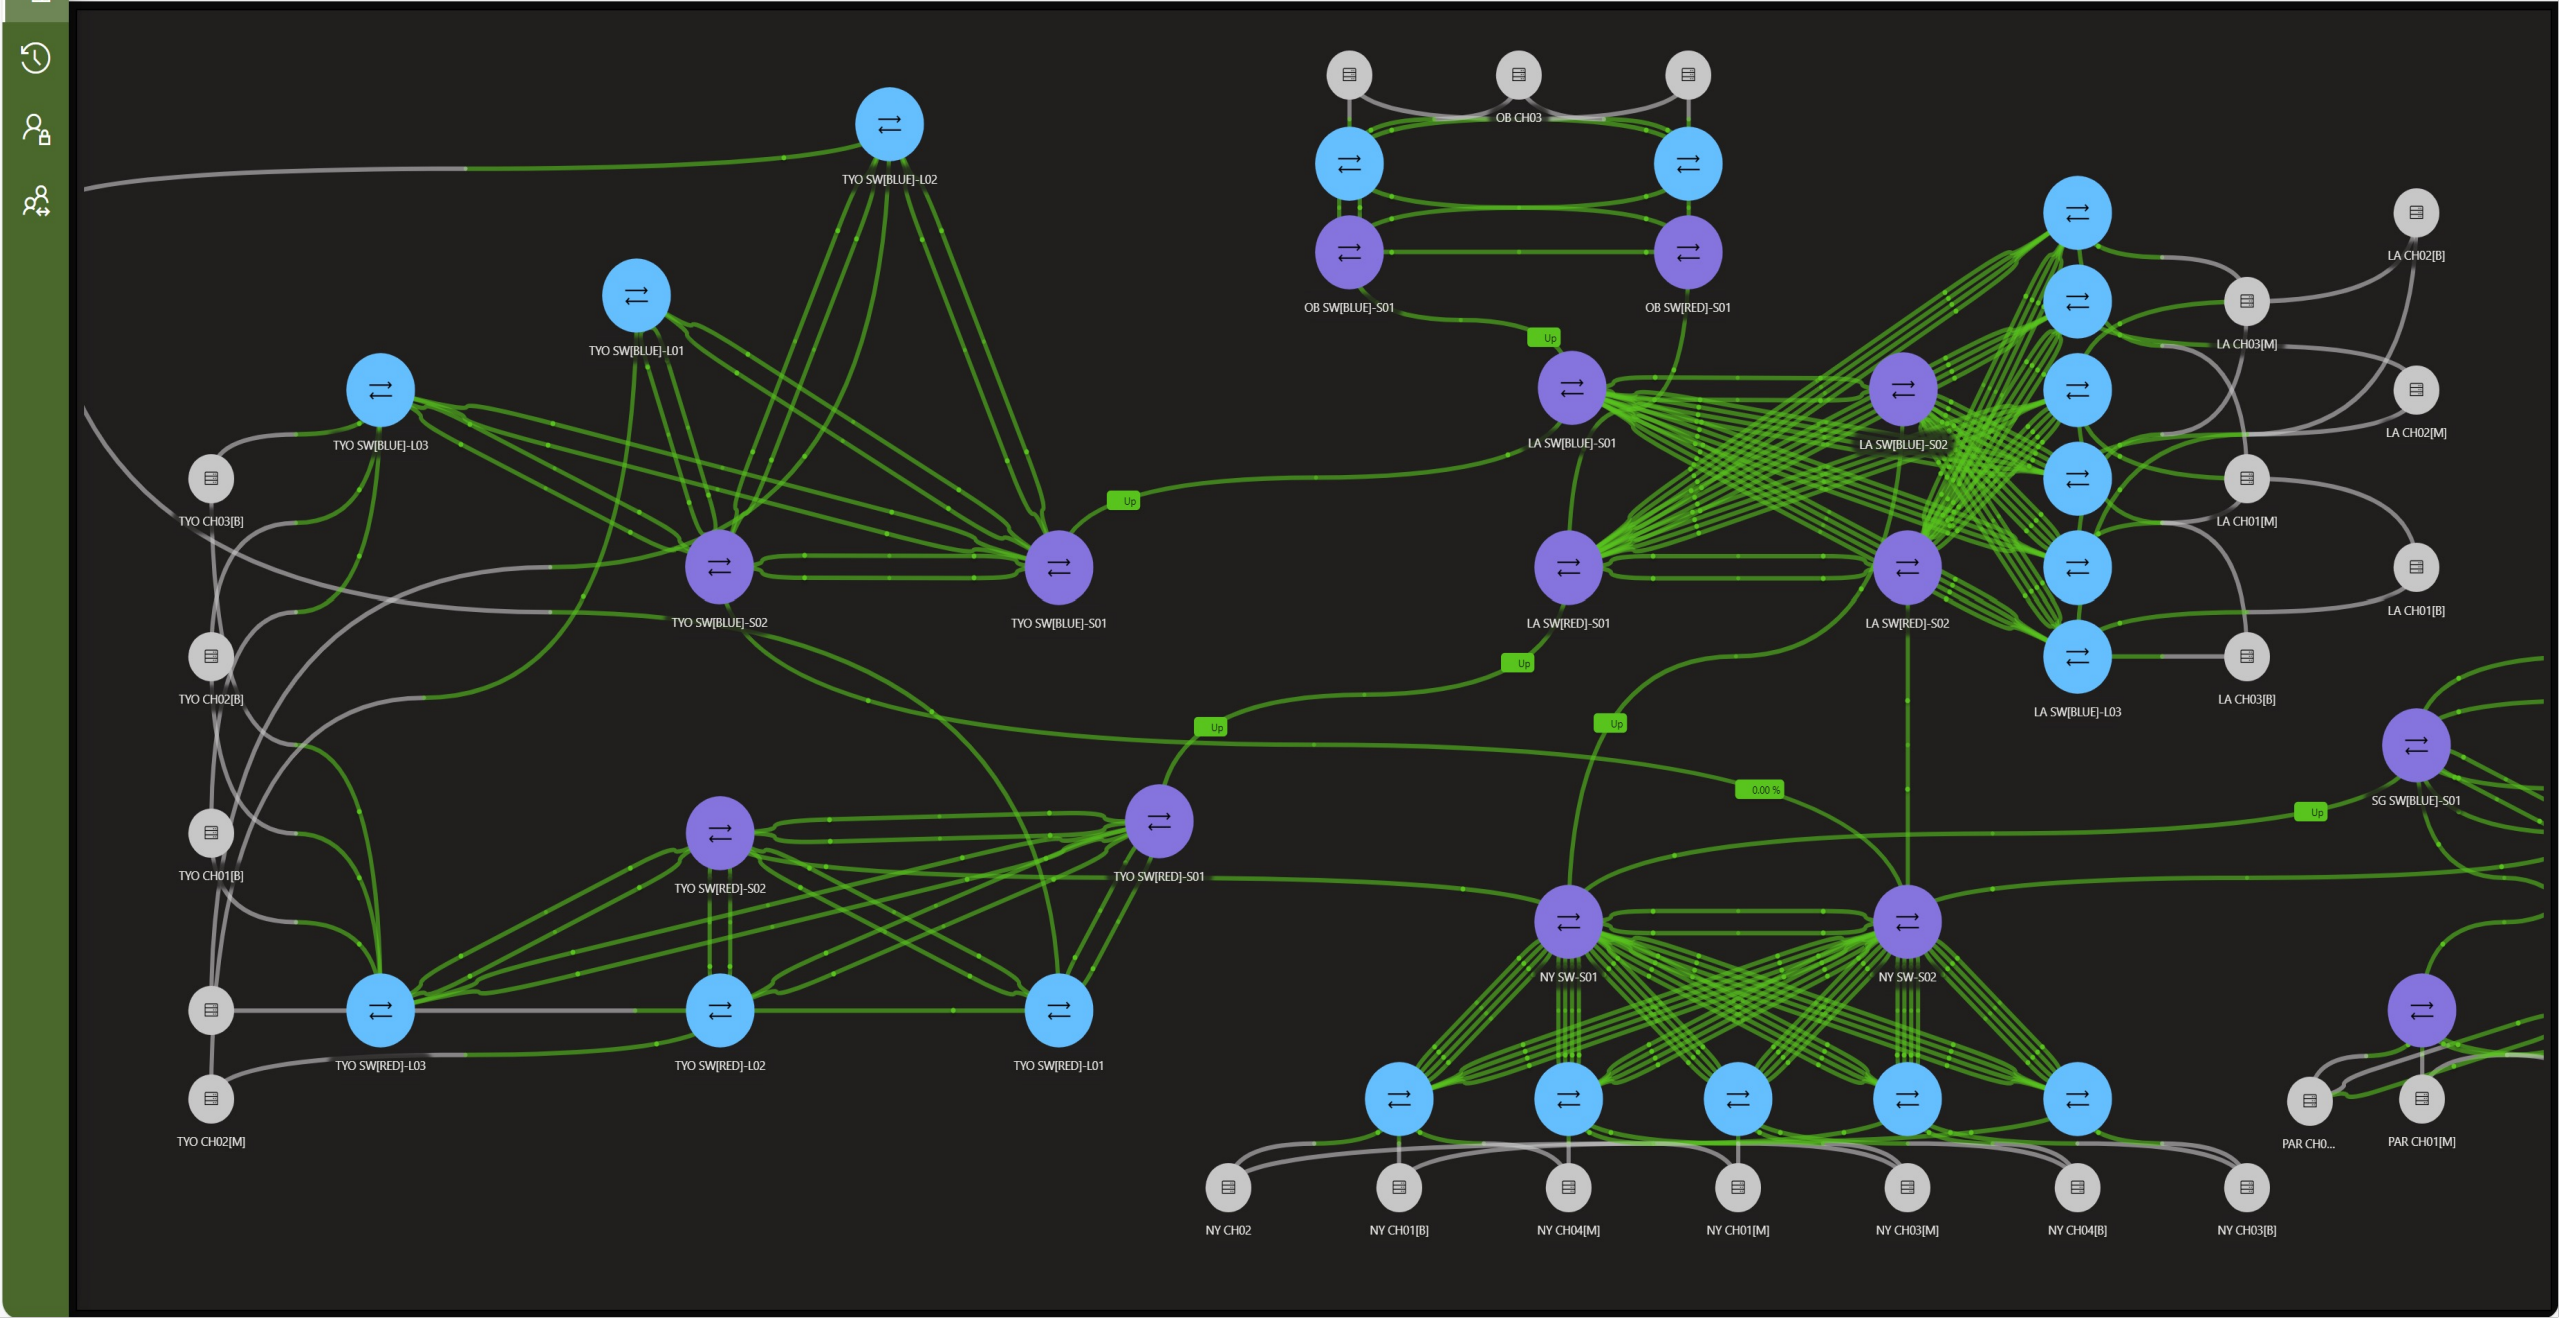 OB CH03
TYO SW[BLUE]-L02
LA CH02[B]
OB SW[BLUE]-S01
OB SW[RED]-S01
Up
LA CH03[M]
TYO SW[BLUE]-L01
LA CH02[M]
TYO SW[BLUE]-L03
LA SW[BLUE]-S01
LA SW[BLUE]-S02
Up
TYO CH03[B]
LA CH01[M]
LA CH01[B]
TYO SW[BLUE]-S02
TYO SW[BLUE]-S01
LA SW[RED]-S01
LA SW[RED]-S02
Up
TYO CH02[B]
LA CH03[B]
LA SW[BLUE]-L03
Up
Up
0.00 %
SG SW[BLUE]-S01
Up
TYO CH01[B]
TYO SW[RED]-S02
TYO SW[RED]-S01
NY SW-S01
NY SW-S02
TYO SW[RED]-L03
TYO SW[RED]-L02
TYO SW[RED]-L01
TYO CH02[M]
PAR CH0...
PAR CH01[M]
NY CH02
NY CH01[B]
NY CH04[M]
NY CH01[M]
NY CH03[M]
NY CH04[B]
NY CH03[B]